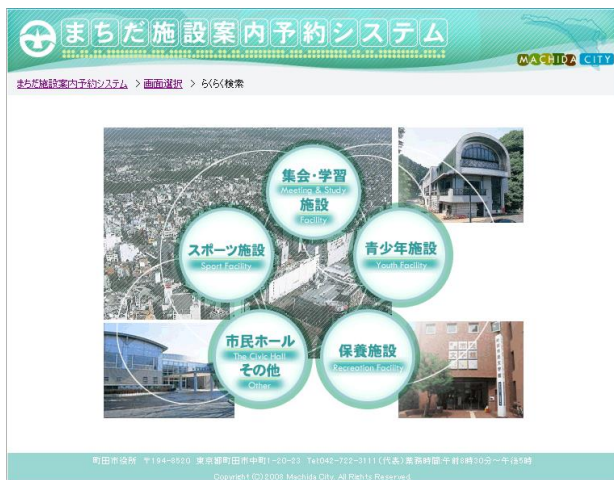 まちだ施設案内予約システム
MACHIDA CITY
まちだ施設案内予約システム > 画面選択 > らくらく検索
集会・学習
Meeting & Study
施設
Facility
スポーツ施設
Sport Facility
青少年施設
Youth Facility
市民ホール
The Civic Hall
その他
Other
保養施設
Recreation Facility
町田市役所 〒194-8520 東京都町田市中町1-20-23 Tel042-722-3111(代表)業務時間:午前8時30分～午後5時
Copyright (C)2009 Machida City. All Rights Reserved.